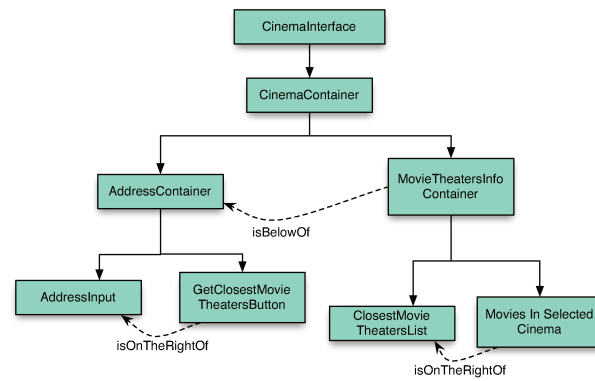 CinemaInterface
CinemaContainer
AddressContainer
MovieTheatersInfo
Container
isBelowOf
AddressInput
GetClosestMovie
TheatersButton
ClosestMovie
TheatersList
Movies In Selected
Cinema
isOnTheRightOf
isOnTheRightOf